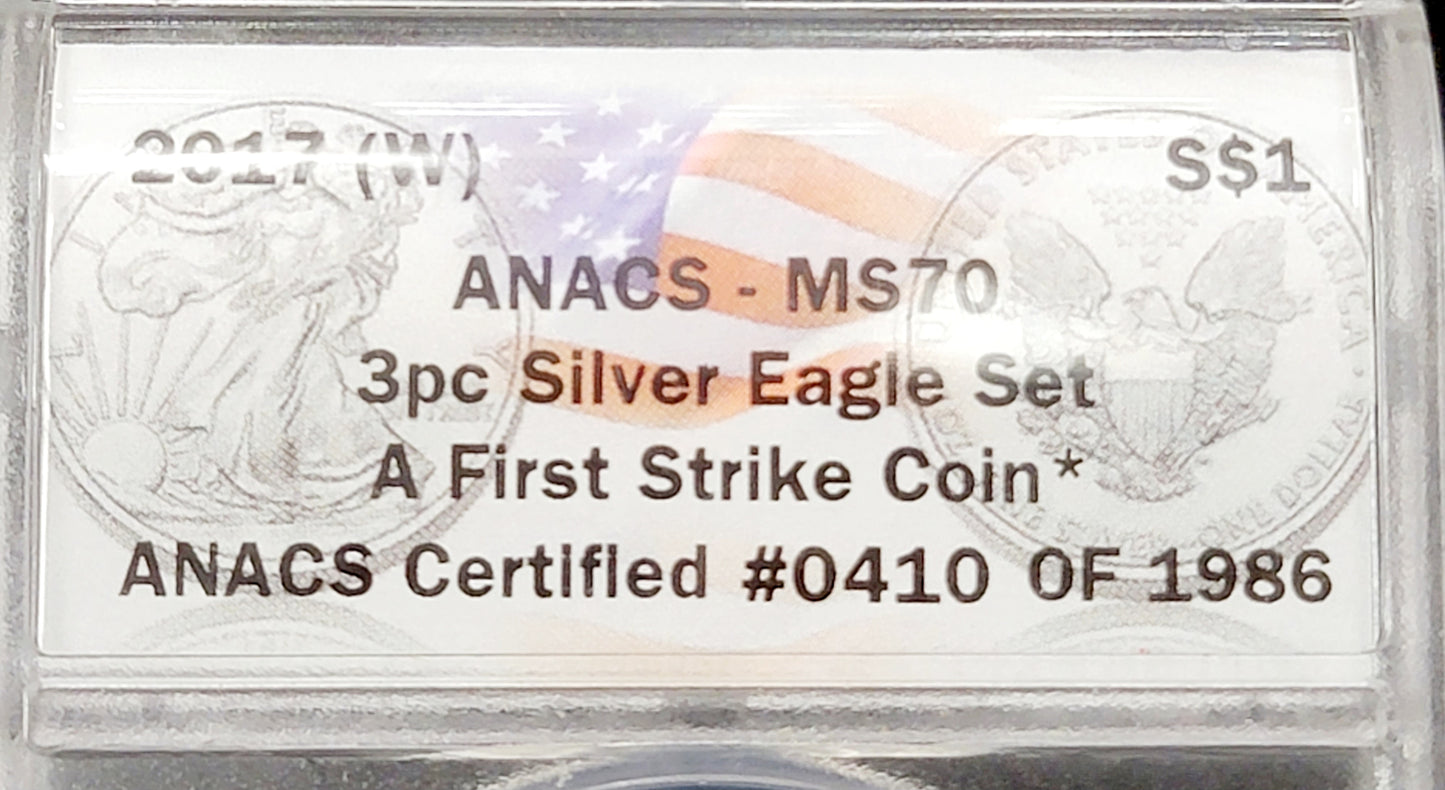 2017 (W) S$1
ANACS - MS70
3pc Silver Eagle Set
A First Strike Coin*
ANACS Certified #0410 OF 1986